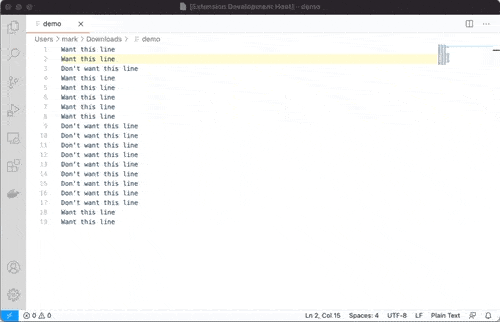 [Extension Development Host] - demo
demo
Users > mark > Downloads > demo
1 Want this line
2 Want this line
3 Don't want this line
4 Want this line
5 Want this line
6 Want this line
7 Want this line
8 Want this line
9 Don't want this line
10 Don't want this line
11 Don't want this line
12 Don't want this line
13 Don't want this line
14 Don't want this line
15 Don't want this line
16 Don't want this line
17 Don't want this line
18 Want this line
19 Want this line
0 0 Ln 2, Col 15 Spaces: 4 UTF-8 LF Plain Text